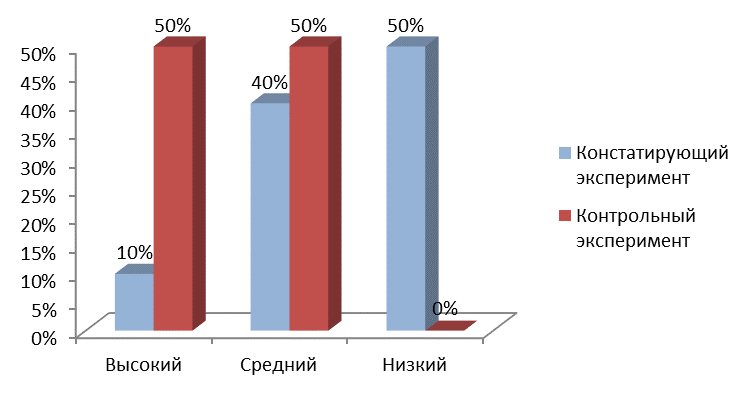 50% 50% 50%
50%
45%
40%
40%
35%
30%
25%
20%
15%
10%
10%
5%
0%
0%
Высокий Средний Низкий
Констатирующий
эксперимент
Контрольный
эксперимент